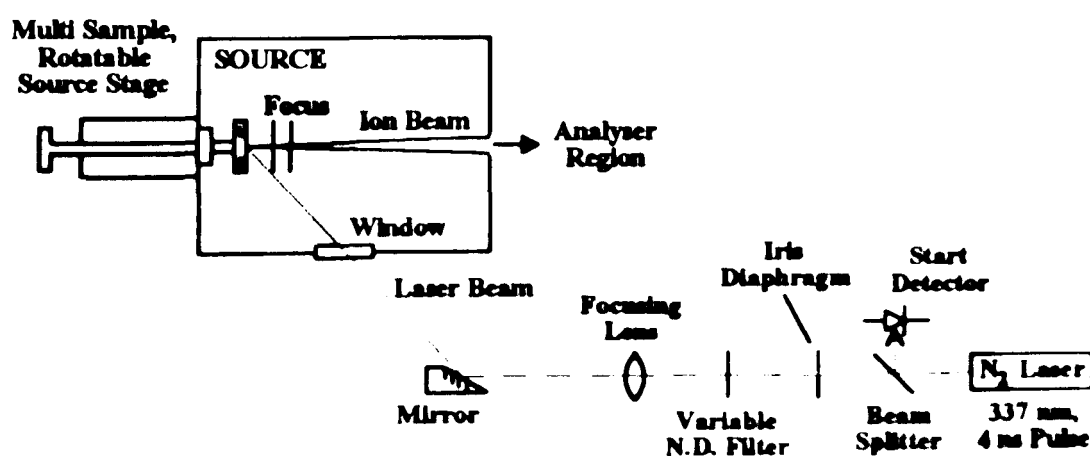 Multi Sample,
Rotatable
Source Stage
SOURCE
Focus
Ion Beam
Analyser
Region
Window
Laser Beam
Iris
Diaphragm
Start
Detector
Focusing
Lens
Mirror
Variable
N.D. Filter
Beam
Splitter
N₂ Laser
337 nm,
4 ns Pulse